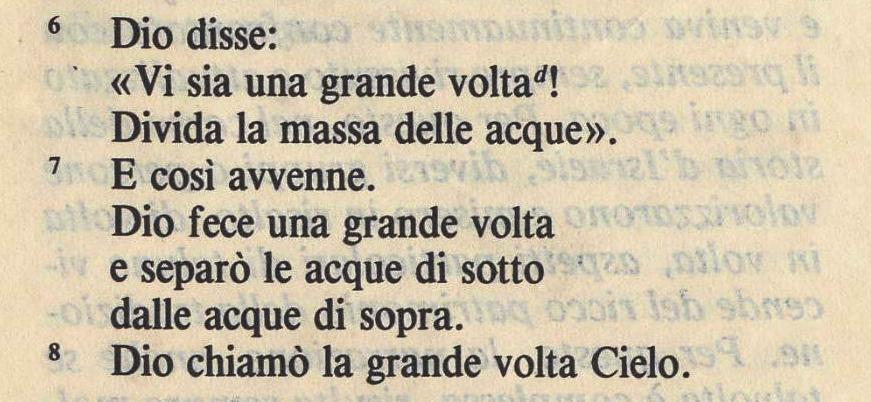 6 Dio disse:
«Vi sia una grande voltaᵈ!
Divida la massa delle acque».
7 E così avvenne.
Dio fece una grande volta
e separò le acque di sotto
dalle acque di sopra.
8 Dio chiamò la grande volta Cielo.